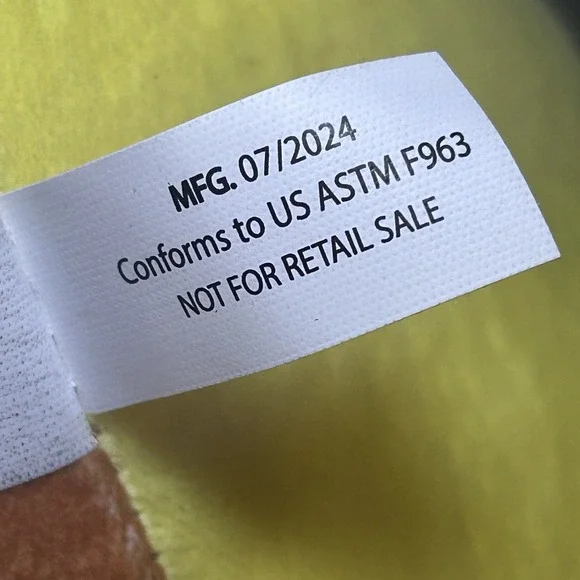 MFG. 07/2024
Conforms to US ASTM F963
NOT FOR RETAIL SALE